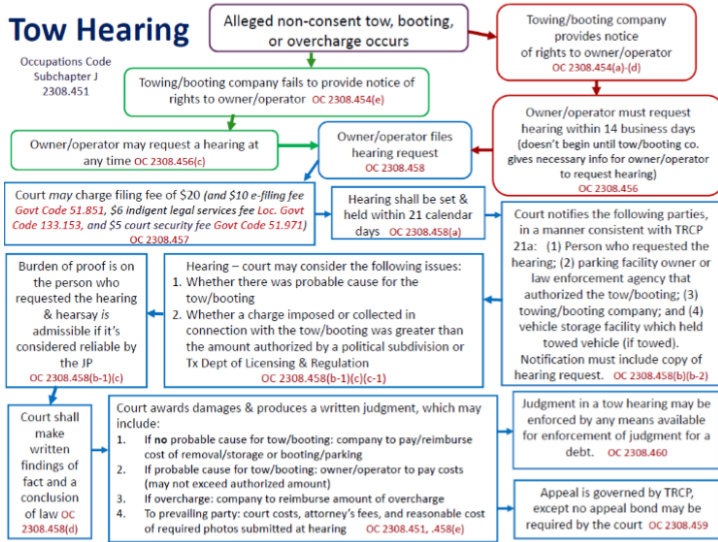 Tow Hearing
Occupations Code
Subchapter J
2308.451
Alleged non-consent tow, booting,
or overcharge occurs
Towing/booting company
provides notice
of rights to owner/operator
OC 2308.454(a)-(d)
Towing/booting company fails to provide notice of
rights to owner/operator OC 2308.454(e)
Owner/operator may request a hearing at
any time OC 2308.456(c)
Owner/operator files
hearing request
OC 2308.458
Owner/operator must request
hearing within 14 business days
(doesn't begin until tow/booting co.
gives necessary info for owner/operator
to request hearing)
OC 2308.456
Court may charge filing fee of $20 (and $10 e-filing fee
Govt Code 51.851, $6 indigent legal services fee Loc. Govt
Code 133.153, and $5 court security fee Govt Code 51.971)
OC 2308.457
Hearing shall be set &
held within 21 calendar
days OC 2308.458(a)
Court notifies the following parties,
in a manner consistent with TRCP
21a: (1) Person who requested the
hearing; (2) parking facility owner or
law enforcement agency that
authorized the tow/booting; (3)
towing/booting company; and (4)
vehicle storage facility which held
towed vehicle (if towed).
Notification must include copy of
hearing request. OC 2308.458(b)(b-2)
Hearing – court may consider the following issues:
1. Whether there was probable cause for the
tow/booting
2. Whether a charge imposed or collected in
connection with the tow/booting was greater than
the amount authorized by a political subdivision or
Tx Dept of Licensing & Regulation
OC 2308.458(b-1)(c)(c-1)
Burden of proof is on
the person who
requested the hearing
& hearsay is
admissible if it's
considered reliable by
the JP
OC 2308.458(b-1)(c)
Court shall
make
written
findings of
fact and a
conclusion
of law OC
2308.458(d)
Court awards damages & produces a written judgment, which may
include:
1. If no probable cause for tow/booting: company to pay/reimburse
cost of removal/storage or booting/parking
2. If probable cause for tow/booting: owner/operator to pay costs
(may not exceed authorized amount)
3. If overcharge: company to reimburse amount of overcharge
4. To prevailing party: court costs, attorney's fees, and reasonable cost
of required photos submitted at hearing OC 2308.451, .458(e)
Judgment in a tow hearing may be
enforced by any means available
for enforcement of judgment for a
debt. OC 2308.460
Appeal is governed by TRCP,
except no appeal bond may be
required by the court OC 2308.459